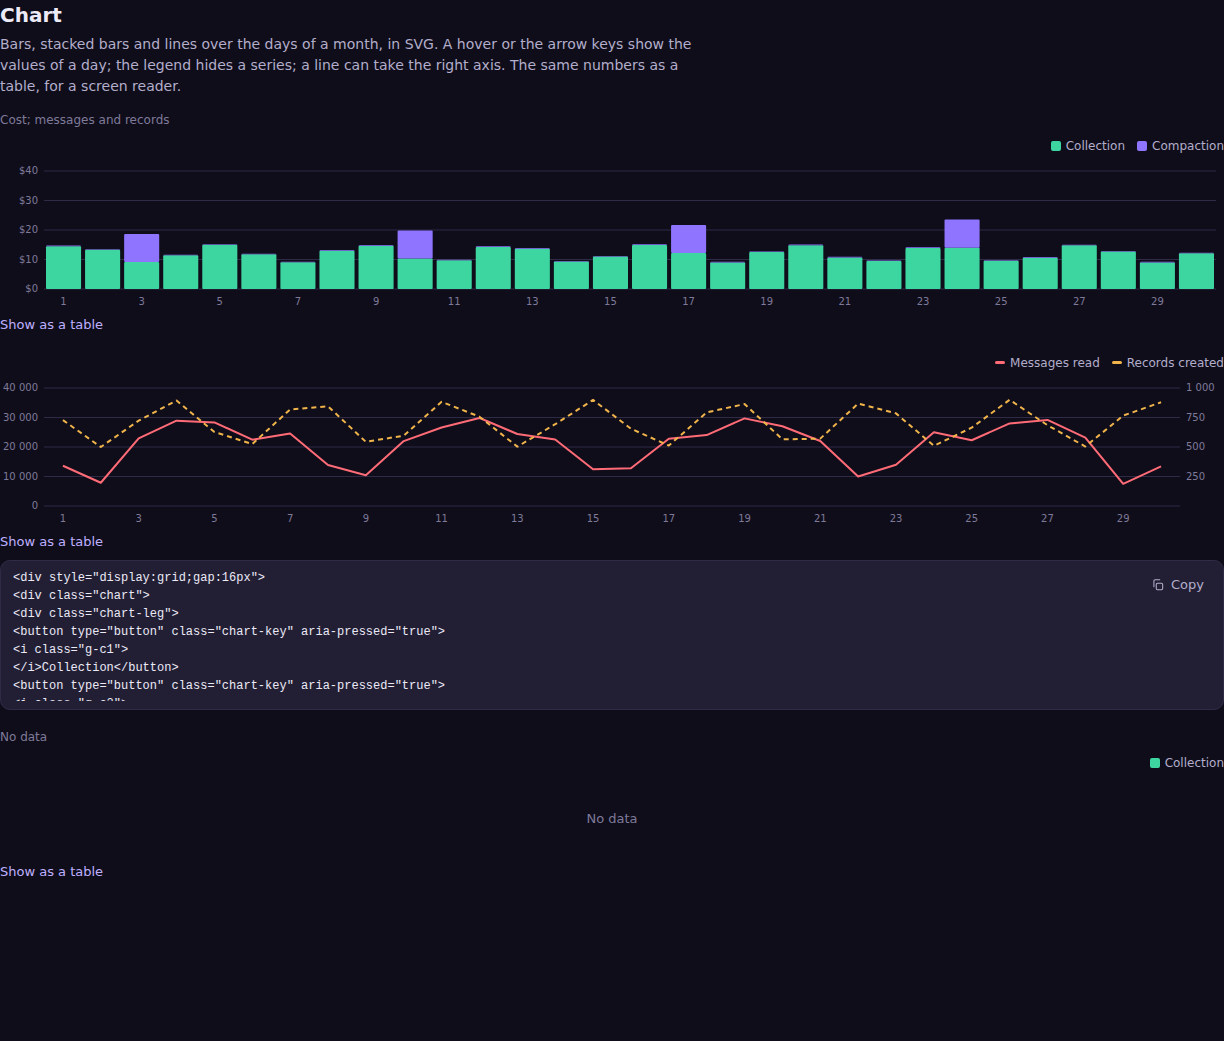 Chart
Bars, stacked bars and lines over the days of a month, in SVG. A hover or the arrow keys show the
values of a day; the legend hides a series; a line can take the right axis. The same numbers as a
table, for a screen reader.
Cost; messages and records
Collection Compaction
$40
$30
$20
$10
$0
1 3 5 7 9 11 13 15 17 19 21 23 25 27 29
Show as a table
Messages read Records created
40 000 1 000
30 000 750
20 000 500
10 000 250
0
1 3 5 7 9 11 13 15 17 19 21 23 25 27 29
Show as a table
<div style="display:grid;gap:16px">
Copy
<div class="chart">
<div class="chart-leg">
<button type="button" class="chart-key" aria-pressed="true">
<i class="g-c1">
</i>Collection</button>
<button type="button" class="chart-key" aria-pressed="true">
No data
Collection
No data
Show as a table